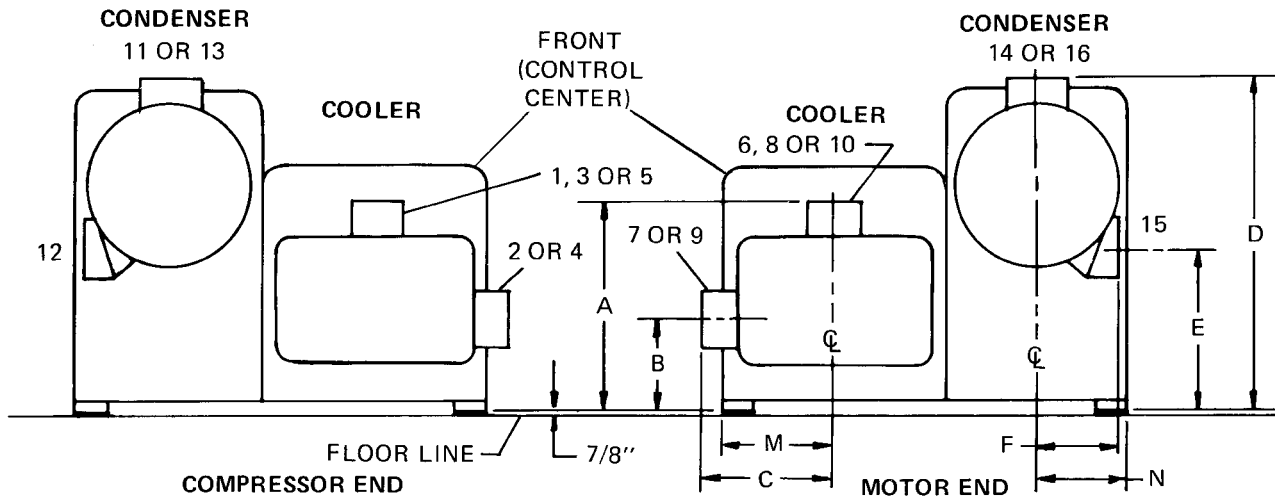 CONDENSER
11 OR 13
FRONT
(CONTROL
CENTER)
CONDENSER
14 OR 16
COOLER
COOLER
6, 8 OR 10
1, 3 OR 5
12
2 OR 4
7 OR 9
15
D
A
B
E
℄
℄
FLOOR LINE
7/8"
M
C
F
N
COMPRESSOR END
MOTOR END